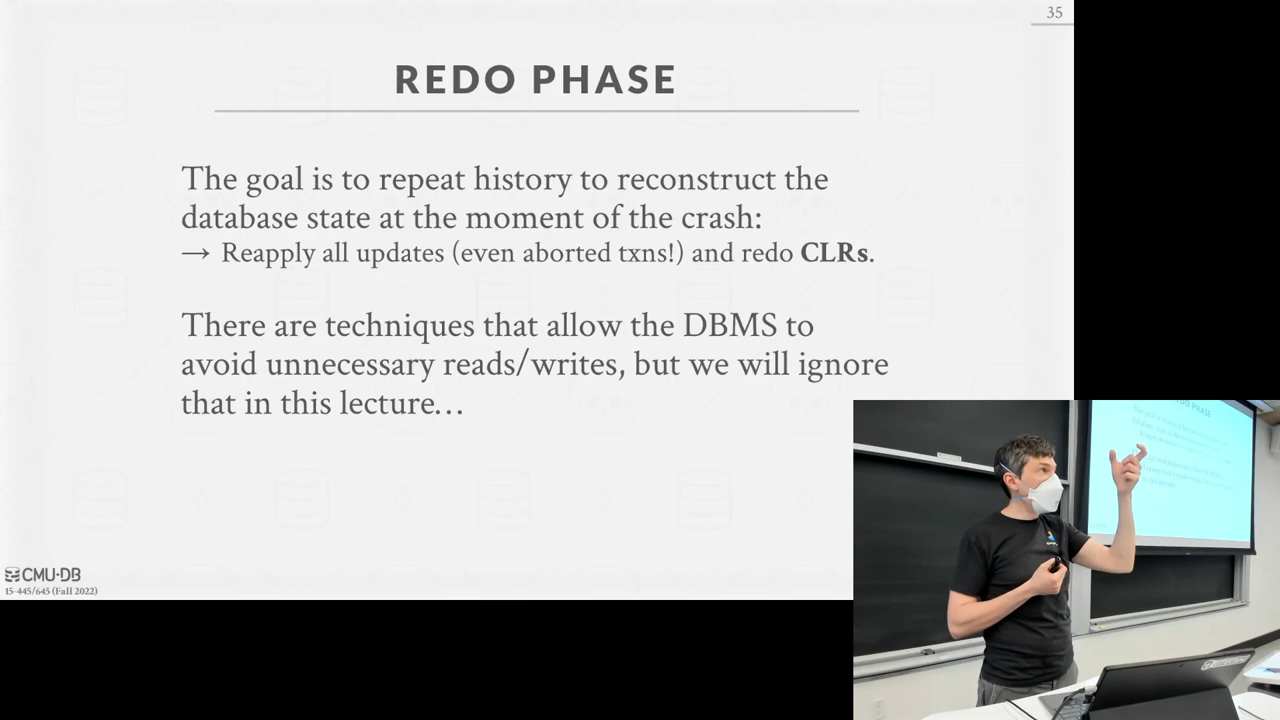 35
REDO PHASE
The goal is to repeat history to reconstruct the
database state at the moment of the crash:
→ Reapply all updates (even aborted txns!) and redo CLRs.
There are techniques that allow the DBMS to
avoid unnecessary reads/writes, but we will ignore
that in this lecture…
CMU·DB
15-445/645 (Fall 2022)